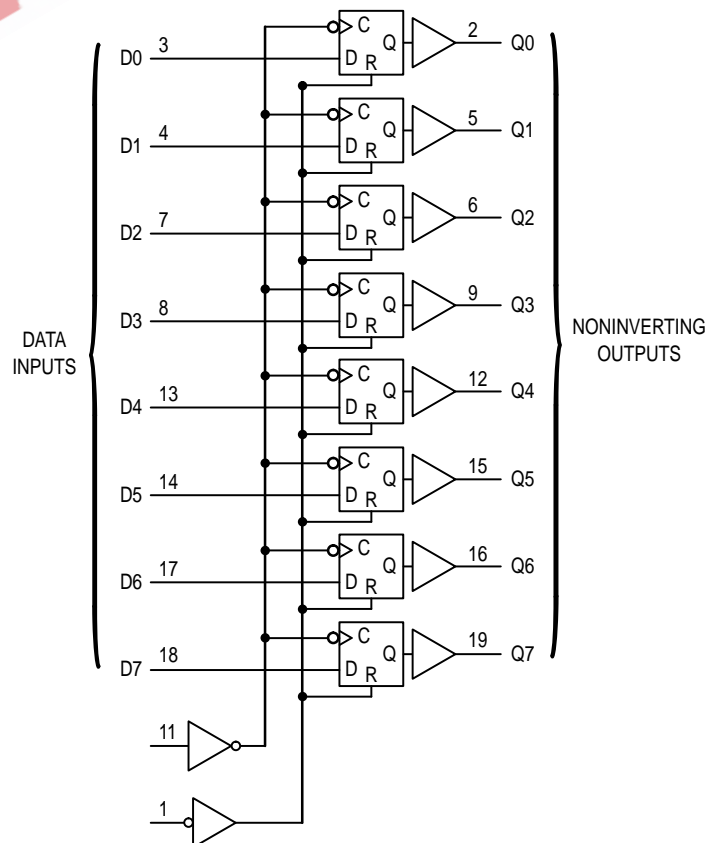 C
2
Q
Q0
D0
3
D
R
C
5
Q
Q1
D1
4
D
R
C
6
Q
Q2
D2
7
D
R
C
9
Q
Q3
D3
8
D
R
DATA
INPUTS
NONINVERTING
OUTPUTS
C
12
Q
Q4
D4
13
D
R
C
15
Q
Q5
D5
14
D
R
C
16
Q
Q6
D6
17
D
R
C
19
Q
Q7
D7
18
D
R
11
1